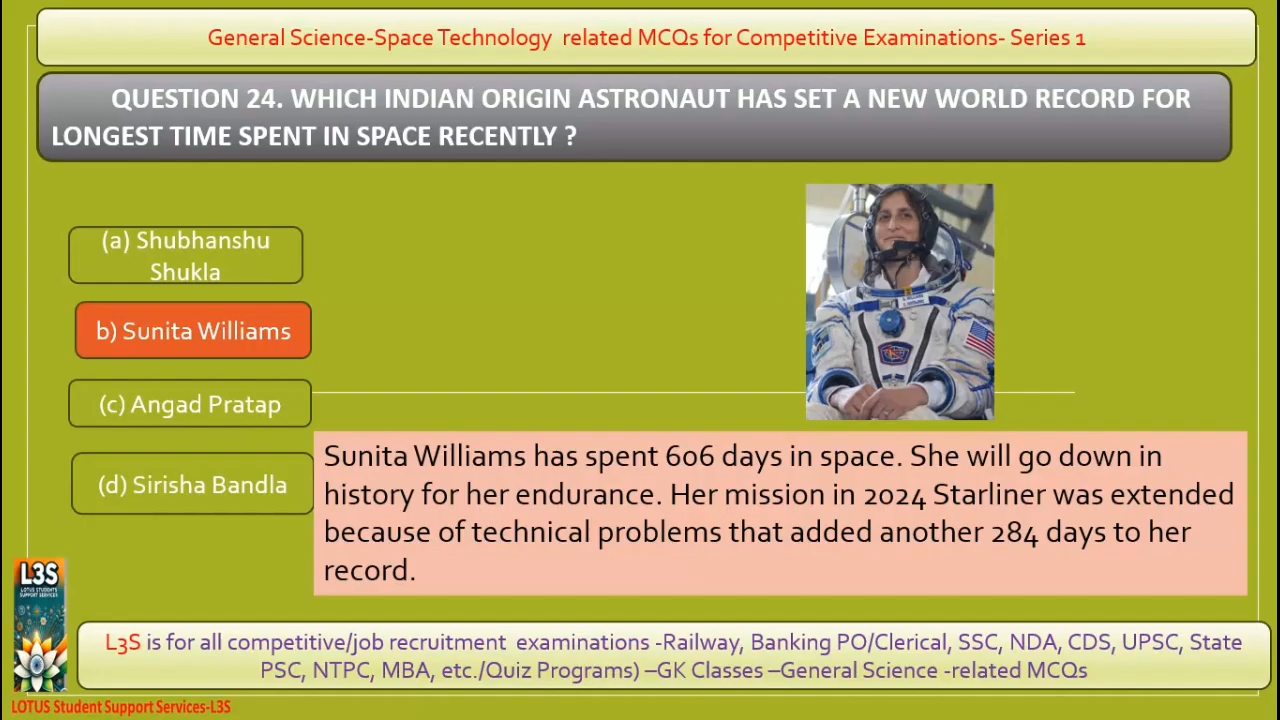 General Science-Space Technology related MCQs for Competitive Examinations- Series 1
QUESTION 24. WHICH INDIAN ORIGIN ASTRONAUT HAS SET A NEW WORLD RECORD FOR
LONGEST TIME SPENT IN SPACE RECENTLY ?
(a) Shubhanshu
Shukla
b) Sunita Williams
(c) Angad Pratap
(d) Sirisha Bandla
Sunita Williams has spent 606 days in space. She will go down in
history for her endurance. Her mission in 2024 Starliner was extended
because of technical problems that added another 284 days to her
record.
L3S
LOTUS STUDENTS
SUPPORT SERVICES
L3S is for all competitive/job recruitment examinations -Railway, Banking PO/Clerical, SSC, NDA, CDS, UPSC, State
PSC, NTPC, MBA, etc./Quiz Programs) –GK Classes –General Science -related MCQs
LOTUS Student Support Services-L3S